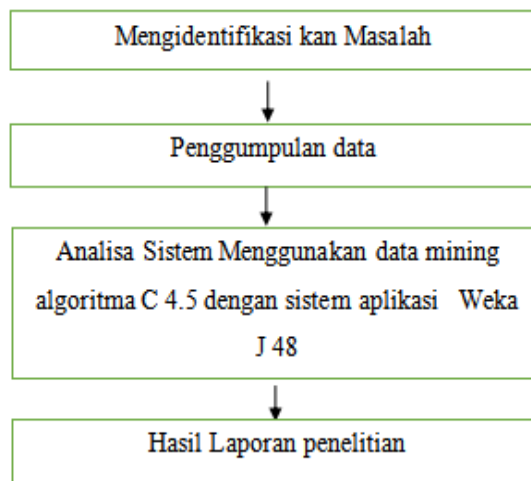 Mengidentifikasi kan Masalah
Penggumpulan data
Analisa Sistem Menggunakan data mining
algoritma C 4.5 dengan sistem aplikasi Weka
J 48
Hasil Laporan penelitian